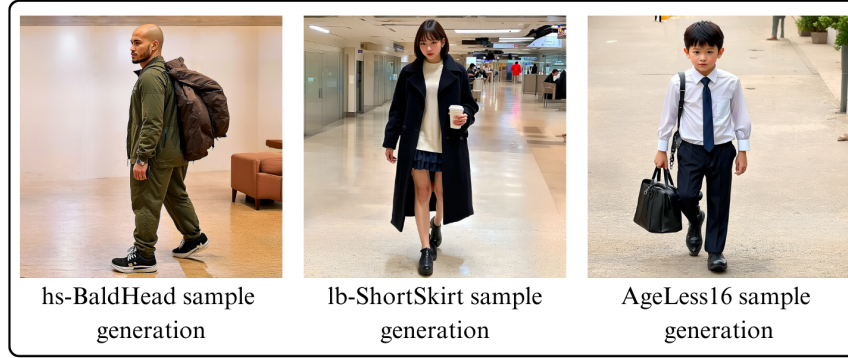 hs-BaldHead sample
generation
lb-ShortSkirt sample
generation
AgeLess16 sample
generation